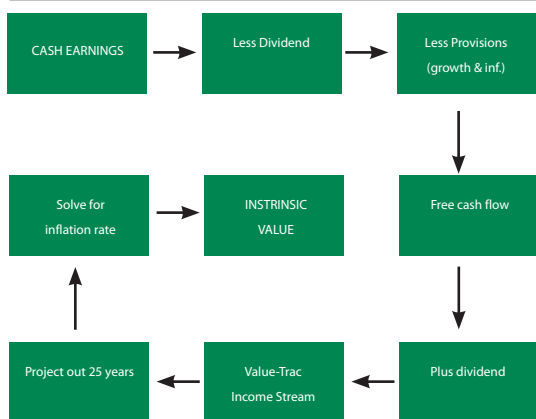 CASH EARNINGS
Less Dividend
Less Provisions
(growth & inf.)
Free cash flow
Plus dividend
Value-Trac
Income Stream
Project out 25 years
Solve for
inflation rate
INSTRINSIC
VALUE